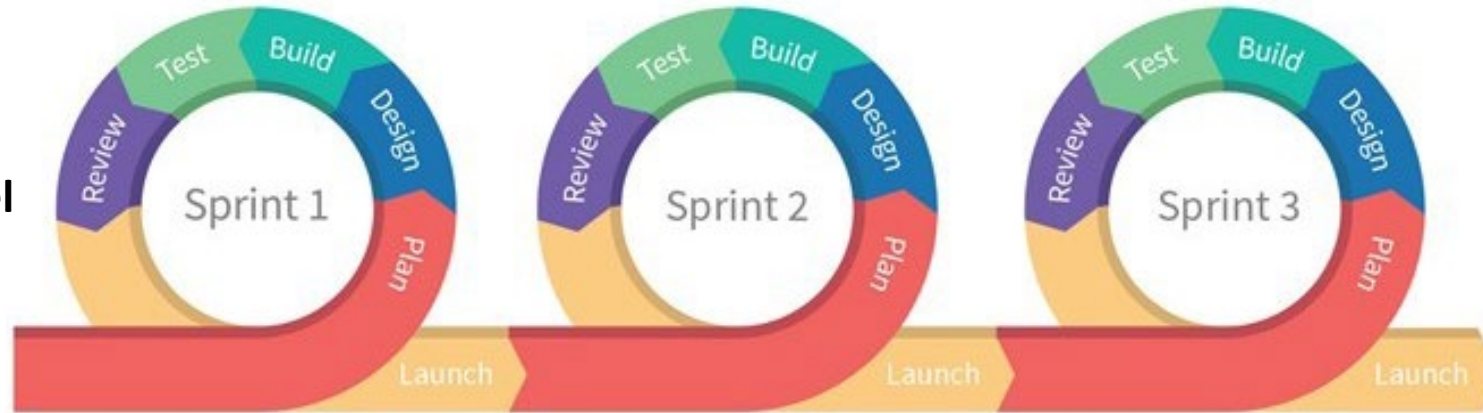 el
Sprint 1
Plan
Design
Build
Test
Review
Launch
Sprint 2
Plan
Design
Build
Test
Review
Launch
Sprint 3
Plan
Design
Build
Test
Review
Launch